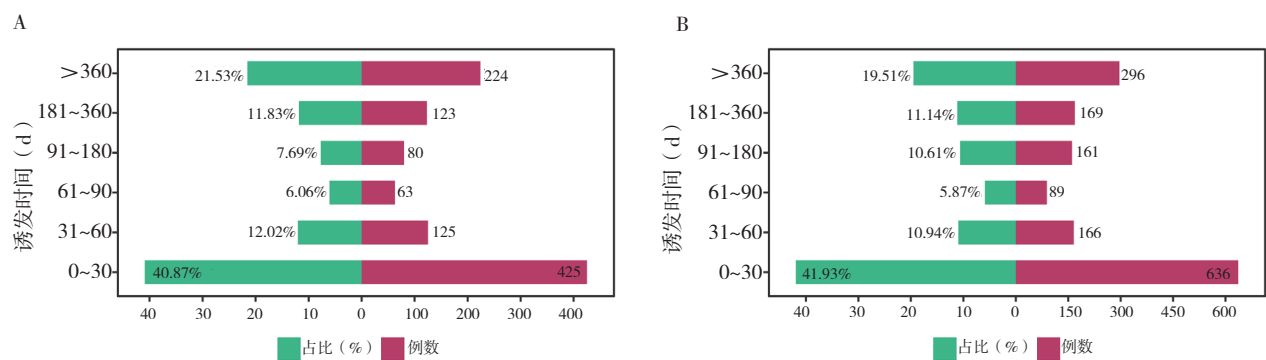 A
诱发时间（d）
>360 21.53% 224
181~360 11.83% 123
91~180 7.69% 80
61~90 6.06% 63
31~60 12.02% 125
0~30 40.87% 425
40 30 20 10 0 100 200 300 400
占比（%） 例数
B
诱发时间（d）
>360 19.51% 296
181~360 11.14% 169
91~180 10.61% 161
61~90 5.87% 89
31~60 10.94% 166
0~30 41.93% 636
40 30 20 10 0 150 300 450 600
占比（%） 例数